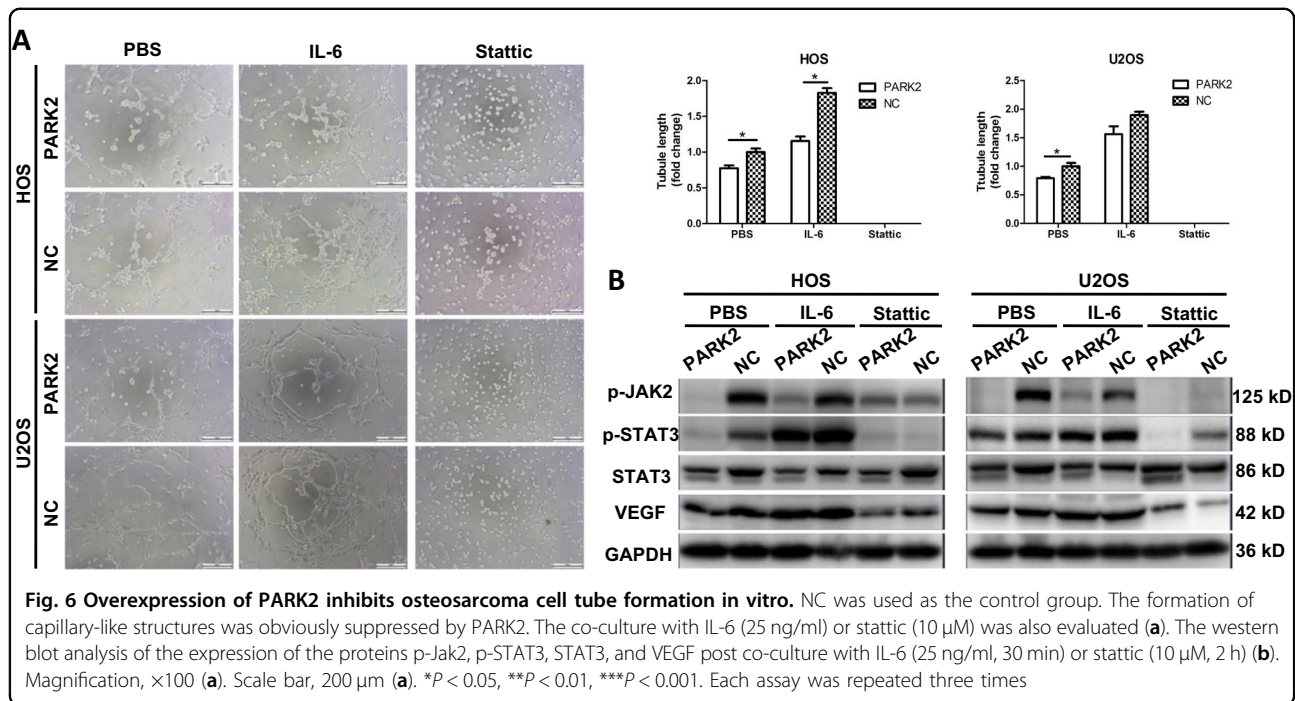 A
PBS IL-6 Stattic
HOS
PARK2
NC
U2OS
PARK2
NC
HOS
Tubule length
(fold change)
2.0
1.5
1.0
0.5
0.0
*
*
PARK2
NC
PBS IL-6 Stattic
U2OS
Ttubule length
(fold change)
2.5
2.0
1.5
1.0
0.5
0.0
*
PARK2
NC
PBS IL-6 Stattic
B
HOS U2OS
PBS IL-6 Stattic PBS IL-6 Stattic
PARK2 NC PARK2 NC PARK2 NC PARK2 NC PARK2 NC PARK2 NC
p-JAK2 125 kD
p-STAT3 88 kD
STAT3 86 kD
VEGF 42 kD
GAPDH 36 kD
Fig. 6 Overexpression of PARK2 inhibits osteosarcoma cell tube formation in vitro. NC was used as the control group. The formation of
capillary-like structures was obviously suppressed by PARK2. The co-culture with IL-6 (25 ng/ml) or stattic (10 μM) was also evaluated (a). The western
blot analysis of the expression of the proteins p-Jak2, p-STAT3, STAT3, and VEGF post co-culture with IL-6 (25 ng/ml, 30 min) or stattic (10 μM, 2 h) (b).
Magnification, ×100 (a). Scale bar, 200 μm (a). *P < 0.05, **P < 0.01, ***P < 0.001. Each assay was repeated three times